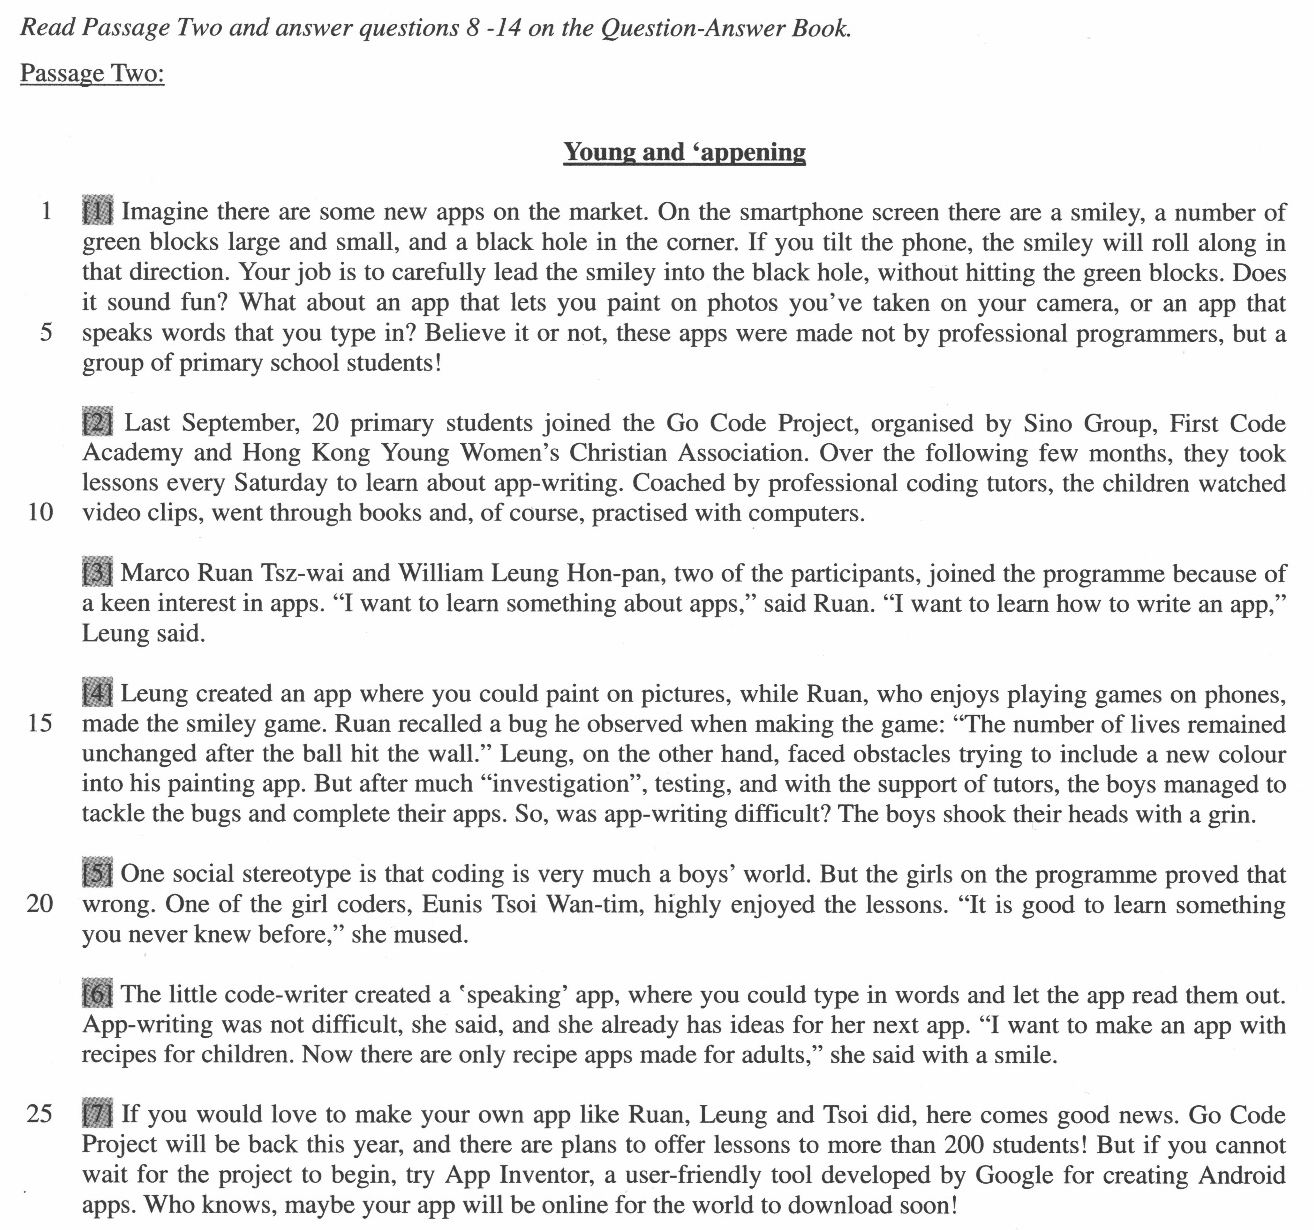 Read Passage Two and answer questions 8 -14 on the Question-Answer Book.
Passage Two:
Young and ‘appening
1 [1] Imagine there are some new apps on the market. On the smartphone screen there are a smiley, a number of
green blocks large and small, and a black hole in the corner. If you tilt the phone, the smiley will roll along in
that direction. Your job is to carefully lead the smiley into the black hole, without hitting the green blocks. Does
it sound fun? What about an app that lets you paint on photos you’ve taken on your camera, or an app that
5 speaks words that you type in? Believe it or not, these apps were made not by professional programmers, but a
group of primary school students!
[2] Last September, 20 primary students joined the Go Code Project, organised by Sino Group, First Code
Academy and Hong Kong Young Women’s Christian Association. Over the following few months, they took
lessons every Saturday to learn about app-writing. Coached by professional coding tutors, the children watched
10 video clips, went through books and, of course, practised with computers.
[3] Marco Ruan Tsz-wai and William Leung Hon-pan, two of the participants, joined the programme because of
a keen interest in apps. “I want to learn something about apps,” said Ruan. “I want to learn how to write an app,”
Leung said.
[4] Leung created an app where you could paint on pictures, while Ruan, who enjoys playing games on phones,
15 made the smiley game. Ruan recalled a bug he observed when making the game: “The number of lives remained
unchanged after the ball hit the wall.” Leung, on the other hand, faced obstacles trying to include a new colour
into his painting app. But after much “investigation”, testing, and with the support of tutors, the boys managed to
tackle the bugs and complete their apps. So, was app-writing difficult? The boys shook their heads with a grin.
[5] One social stereotype is that coding is very much a boys’ world. But the girls on the programme proved that
20 wrong. One of the girl coders, Eunis Tsoi Wan-tim, highly enjoyed the lessons. “It is good to learn something
you never knew before,” she mused.
[6] The little code-writer created a ‘speaking’ app, where you could type in words and let the app read them out.
App-writing was not difficult, she said, and she already has ideas for her next app. “I want to make an app with
recipes for children. Now there are only recipe apps made for adults,” she said with a smile.
25 [7] If you would love to make your own app like Ruan, Leung and Tsoi did, here comes good news. Go Code
Project will be back this year, and there are plans to offer lessons to more than 200 students! But if you cannot
wait for the project to begin, try App Inventor, a user-friendly tool developed by Google for creating Android
apps. Who knows, maybe your app will be online for the world to download soon!